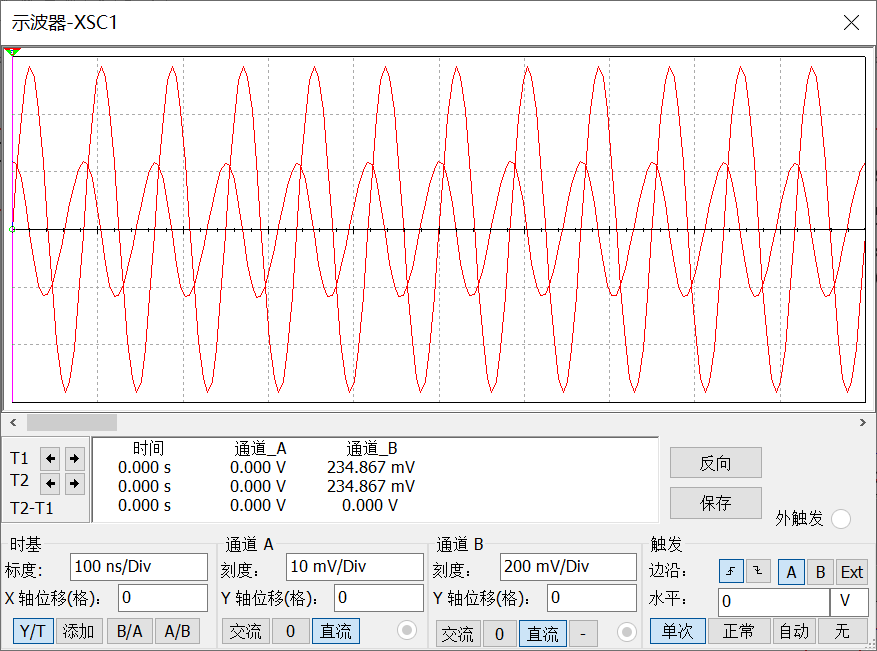 示波器-XSC1
时间 通道_A 通道_B
T1 0.000 s 0.000 V 234.867 mV
T2 0.000 s 0.000 V 234.867 mV
T2-T1 0.000 s 0.000 V 0.000 V
反向
保存
外触发
时基
标度： 100 ns/Div
X 轴位移(格)： 0
Y/T 添加 B/A A/B
通道 A
刻度： 10 mV/Div
Y 轴位移(格)： 0
交流 0 直流
通道 B
刻度： 200 mV/Div
Y 轴位移(格)： 0
交流 0 直流 -
触发
边沿： A B Ext
水平： 0 V
单次 正常 自动 无